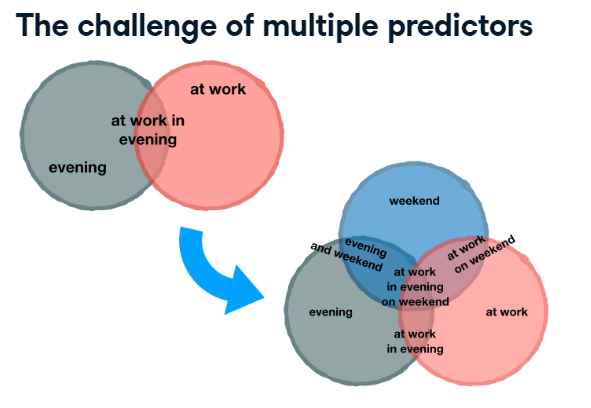 The challenge of multiple predictors
at work
at work in
evening
evening
weekend
evening
and weekend
at work
on weekend
at work
in evening
on weekend
evening
at work
at work
in evening